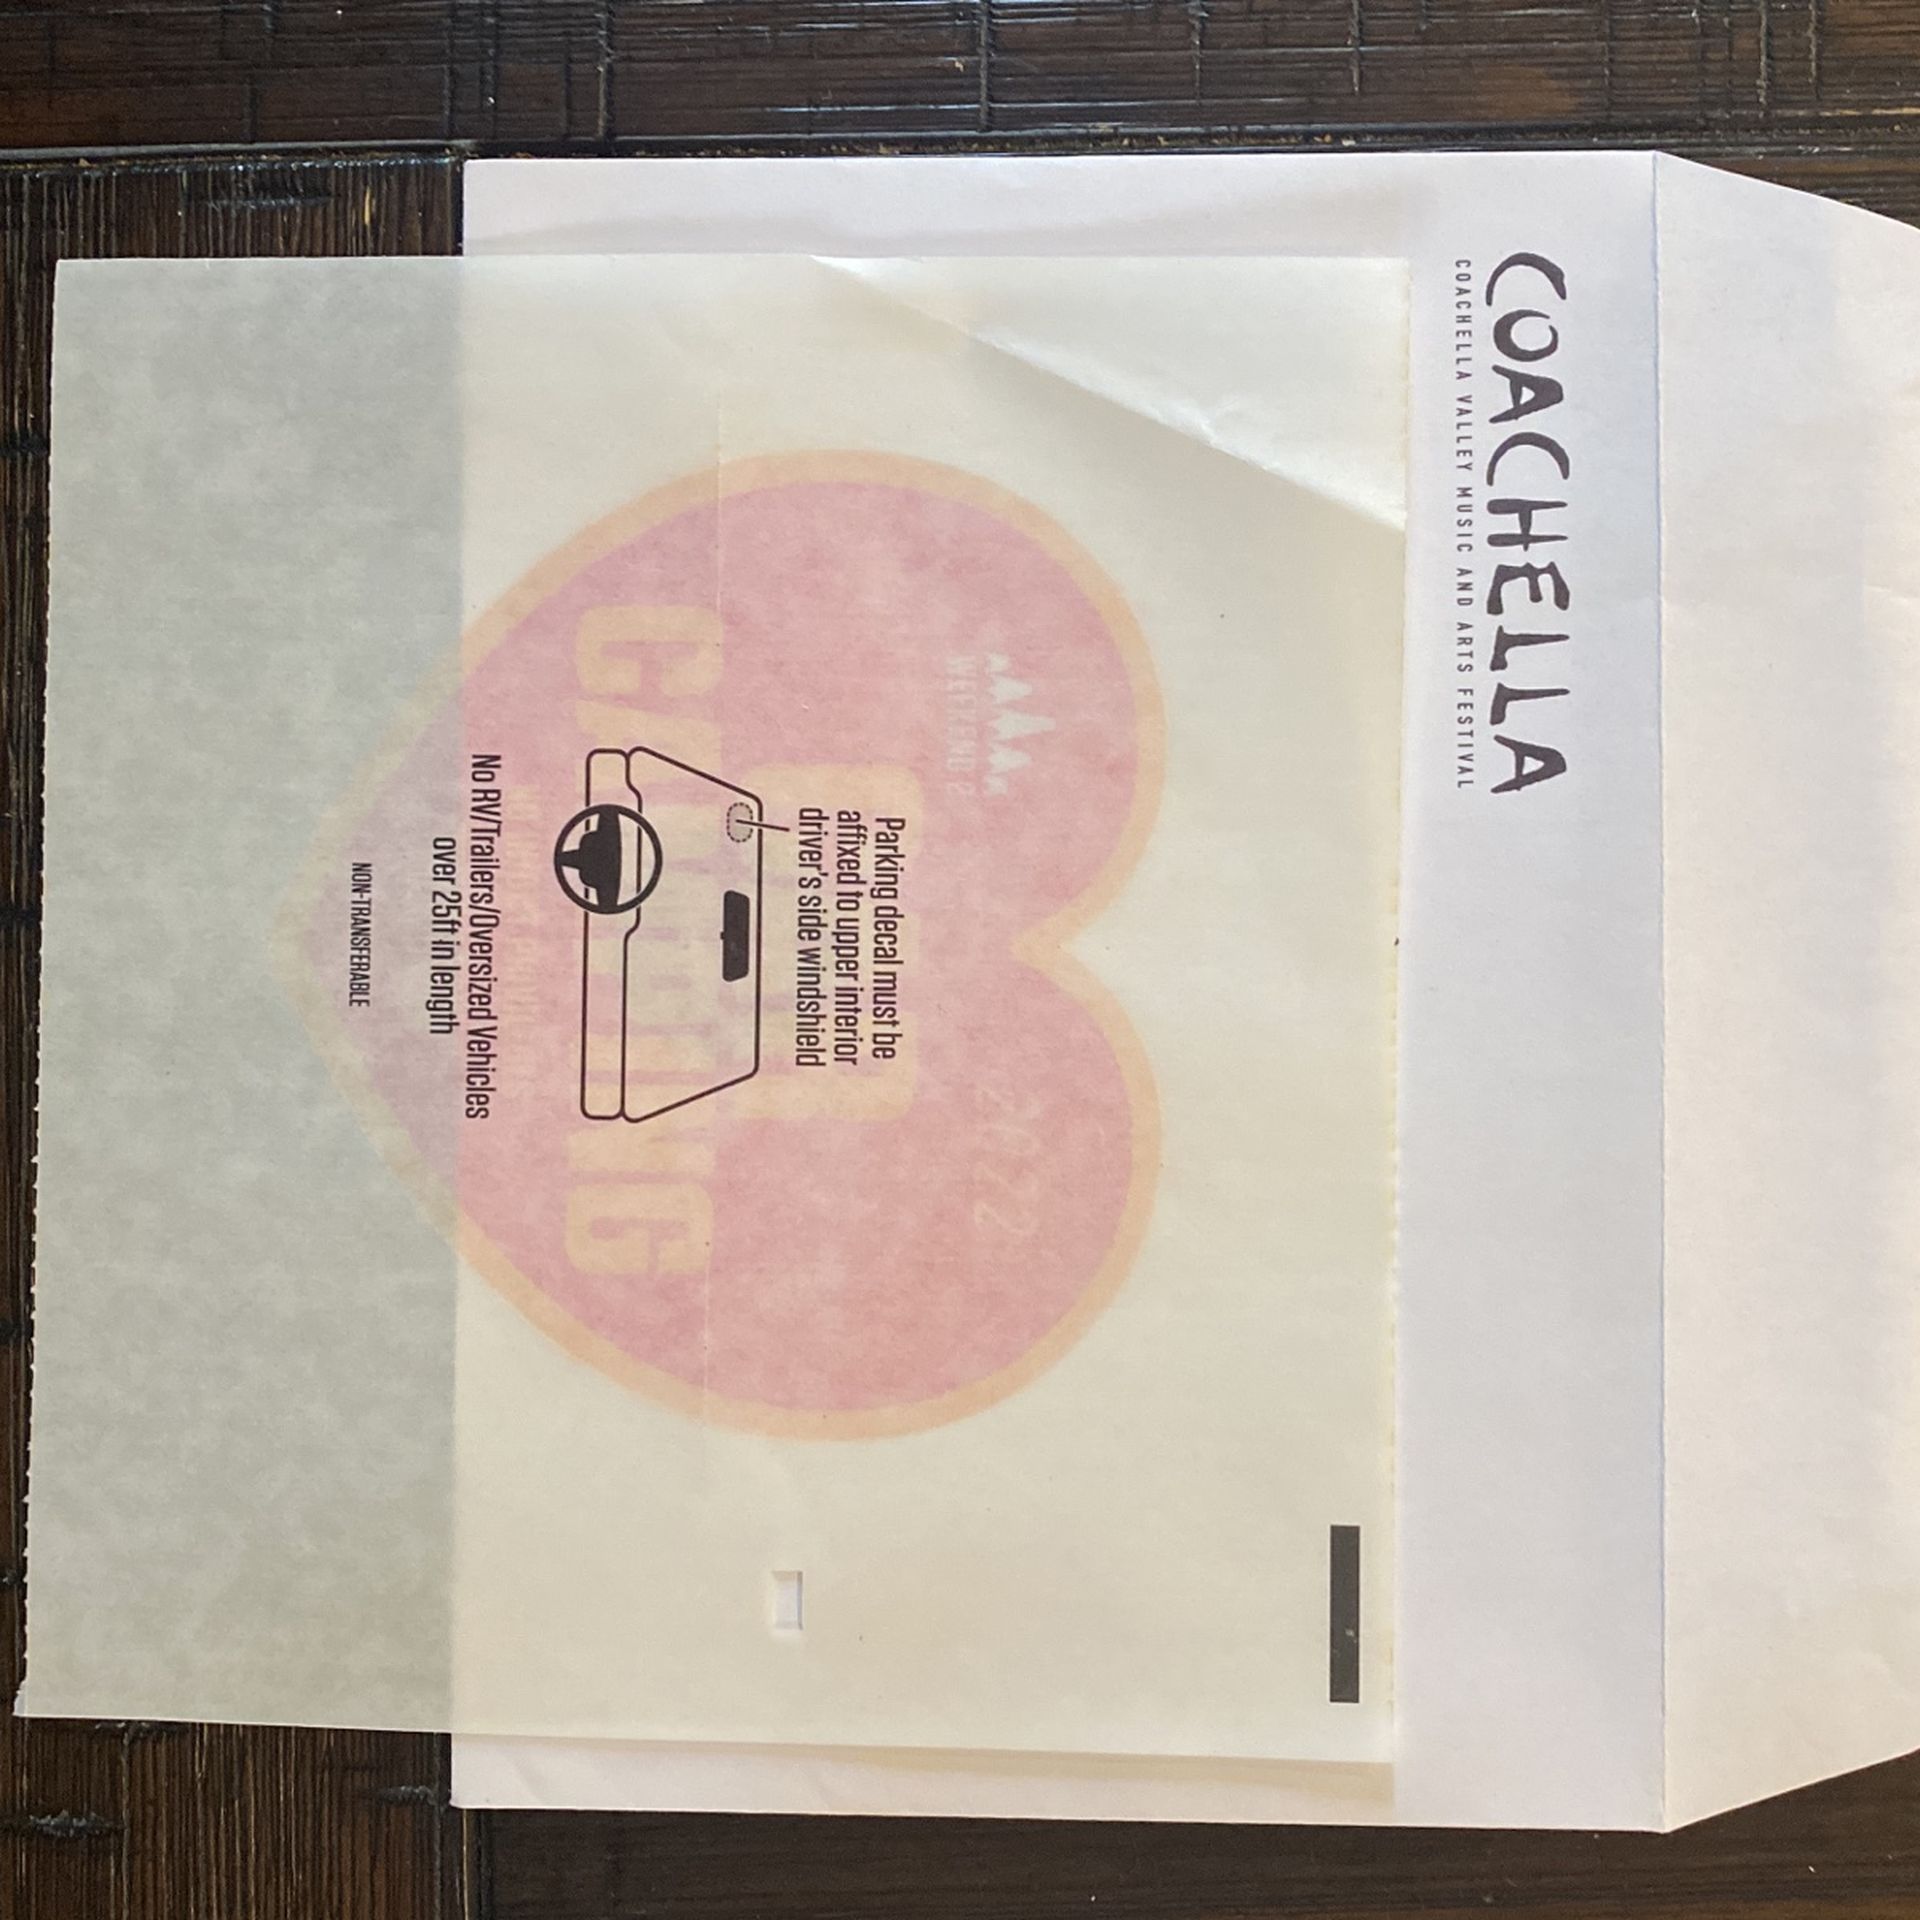 COACHELLA
COACHELLA VALLEY MUSIC AND ARTS FESTIVAL
WEEKEND 2
2022
Parking decal must be
affixed to upper interior
driver's side windshield
CAMPING
No RV/Trailers/Oversized Vehicles
over 25ft in length
NON-TRANSFERABLE